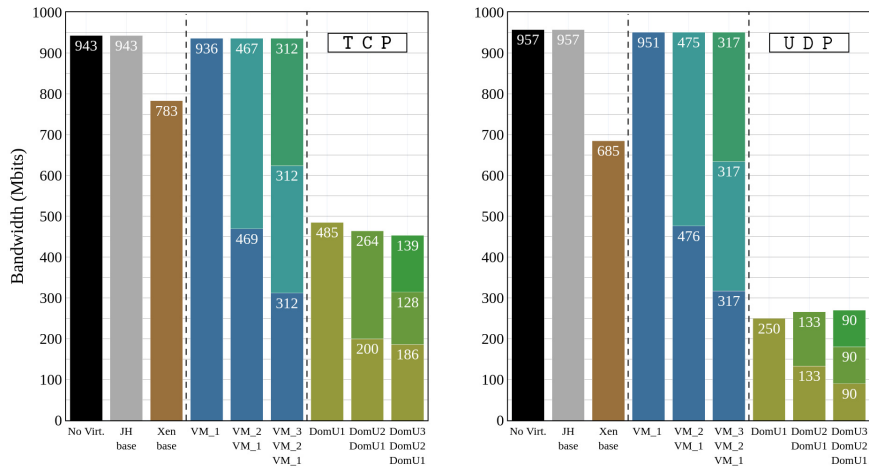 Bandwidth (Mbits)
1000
900
800
700
600
500
400
300
200
100
0
T C P
943
943
783
936
467
469
312
312
312
485
264
200
139
128
186
No Virt.
JH
base
Xen
base
VM_1
VM_2
VM_1
VM_3
VM_2
VM_1
DomU1
DomU2
DomU1
DomU3
DomU2
DomU1
1000
900
800
700
600
500
400
300
200
100
0
U D P
957
957
685
951
475
476
317
317
317
250
133
133
90
90
90
No Virt.
JH
base
Xen
base
VM_1
VM_2
VM_1
VM_3
VM_2
VM_1
DomU1
DomU2
DomU1
DomU3
DomU2
DomU1